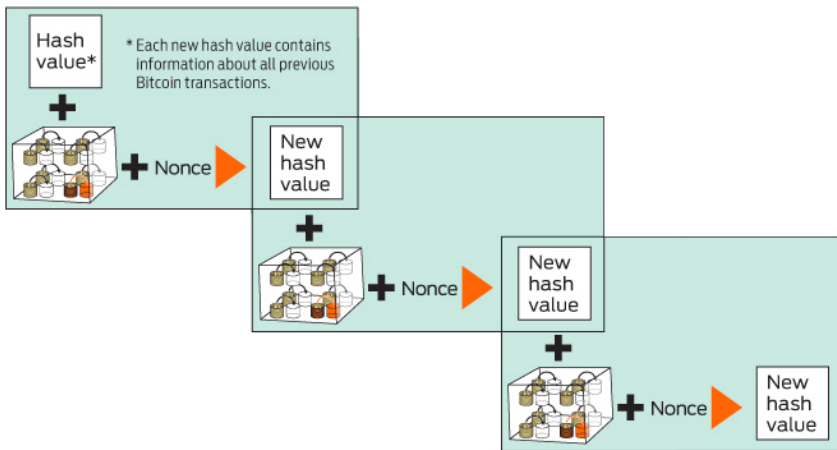 Hash
value*
* Each new hash value contains
information about all previous
Bitcoin transactions.
+
+ Nonce
New
hash
value
+
+ Nonce
New
hash
value
+
+ Nonce
New
hash
value